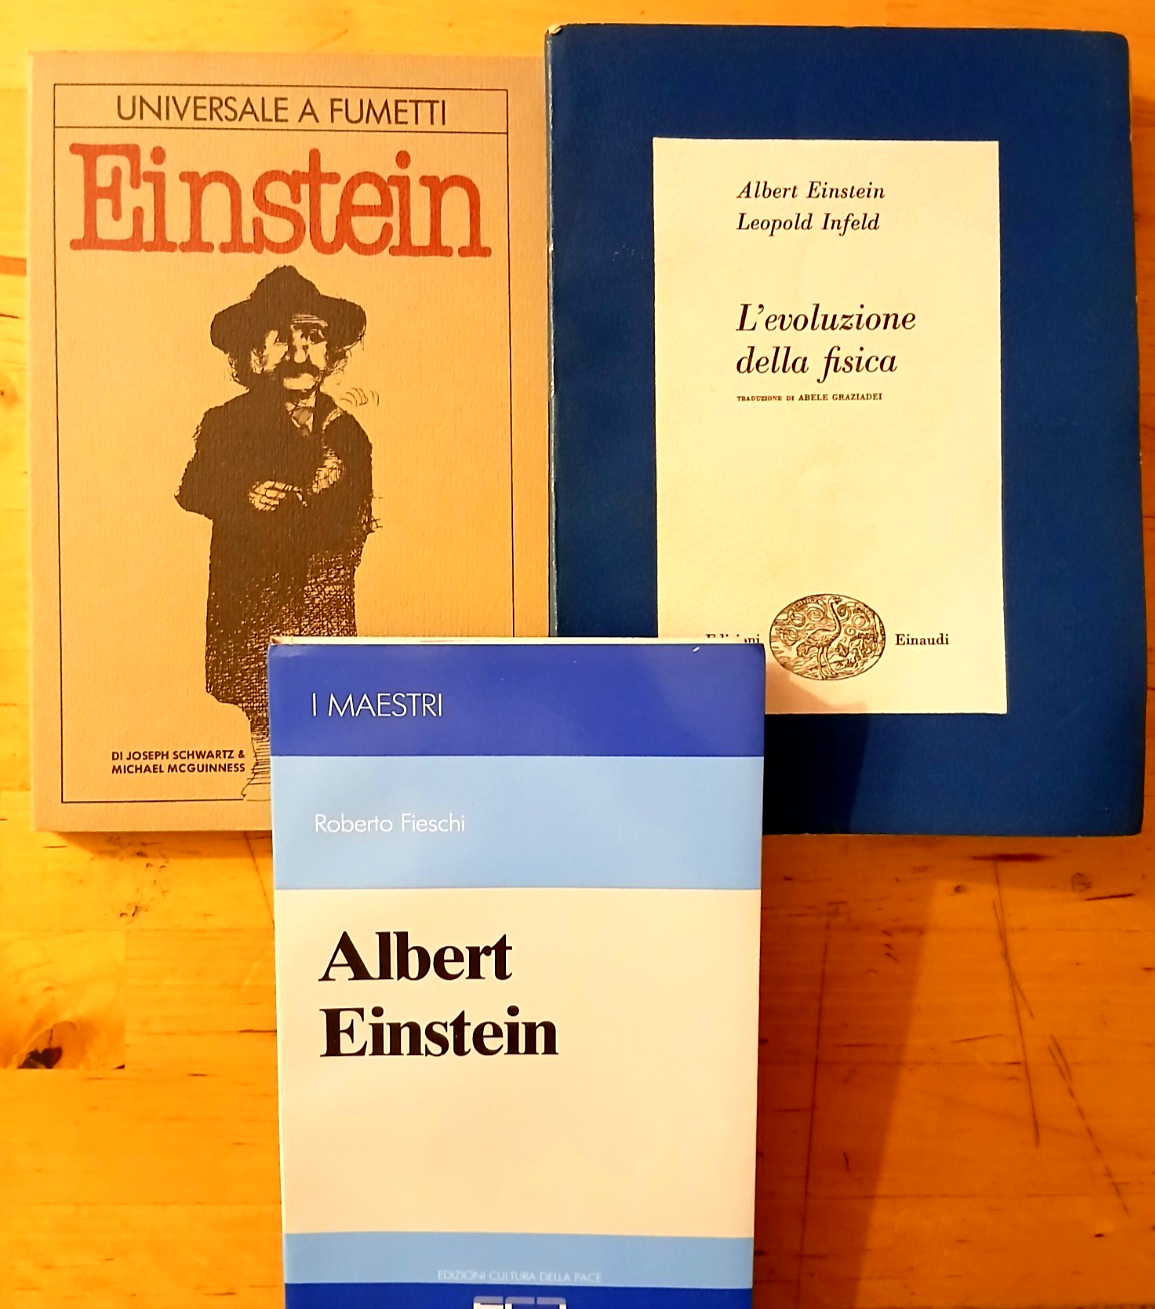 UNIVERSALE A FUMETTI
Einstein
DI JOSEPH SCHWARTZ &
MICHAEL MCGUINNESS
Albert Einstein
Leopold Infeld
L'evoluzione
della fisica
TRADUZIONE DI ABELE GRAZIADEI
Einaudi
I MAESTRI
Roberto Fieschi
Albert
Einstein
EDIZIONI CULTURA DELLA PACE